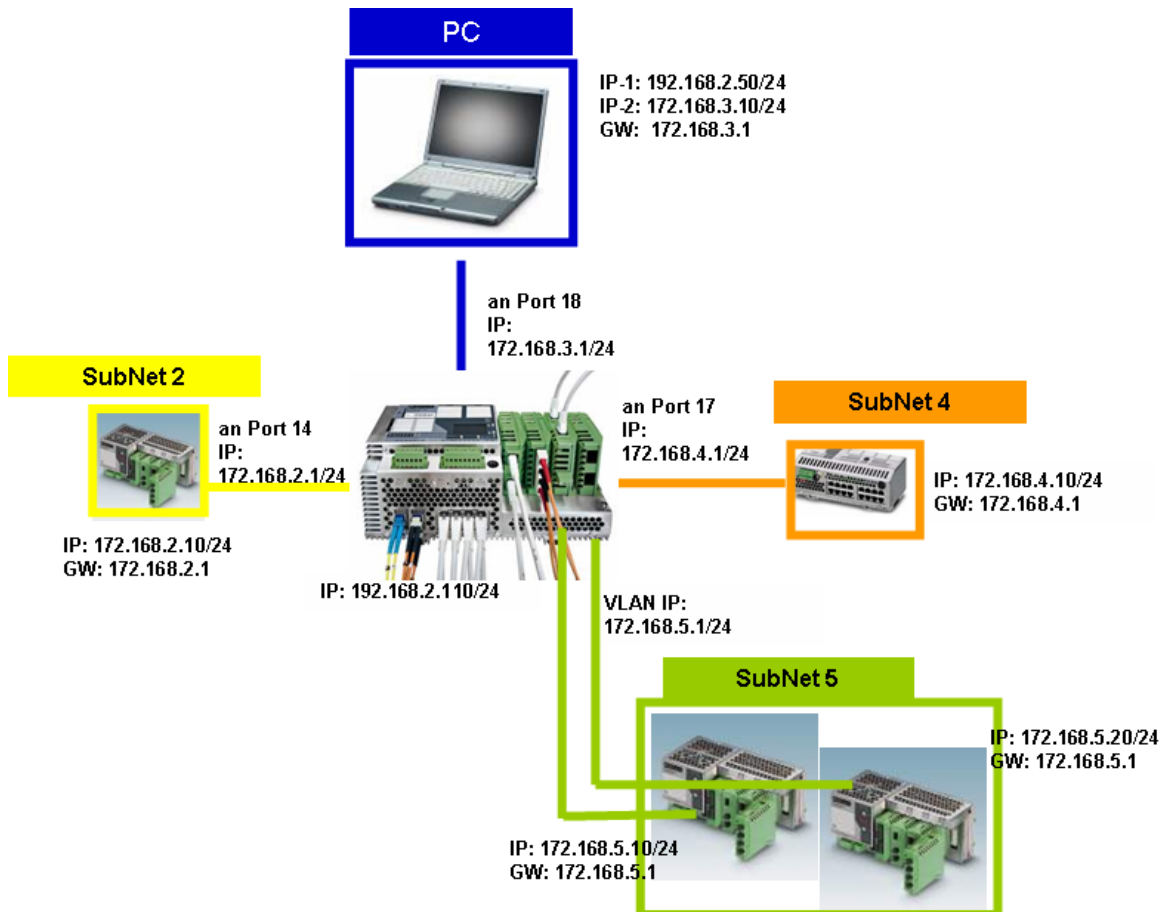 PC
IP-1: 192.168.2.50/24
IP-2: 172.168.3.10/24
GW: 172.168.3.1
an Port 18
IP:
172.168.3.1/24
SubNet 2
an Port 14
IP:
172.168.2.1/24
IP: 172.168.2.10/24
GW: 172.168.2.1
an Port 17
IP:
172.168.4.1/24
SubNet 4
IP: 172.168.4.10/24
GW: 172.168.4.1
IP: 192.168.2.110/24
VLAN IP:
172.168.5.1/24
SubNet 5
IP: 172.168.5.20/24
GW: 172.168.5.1
IP: 172.168.5.10/24
GW: 172.168.5.1